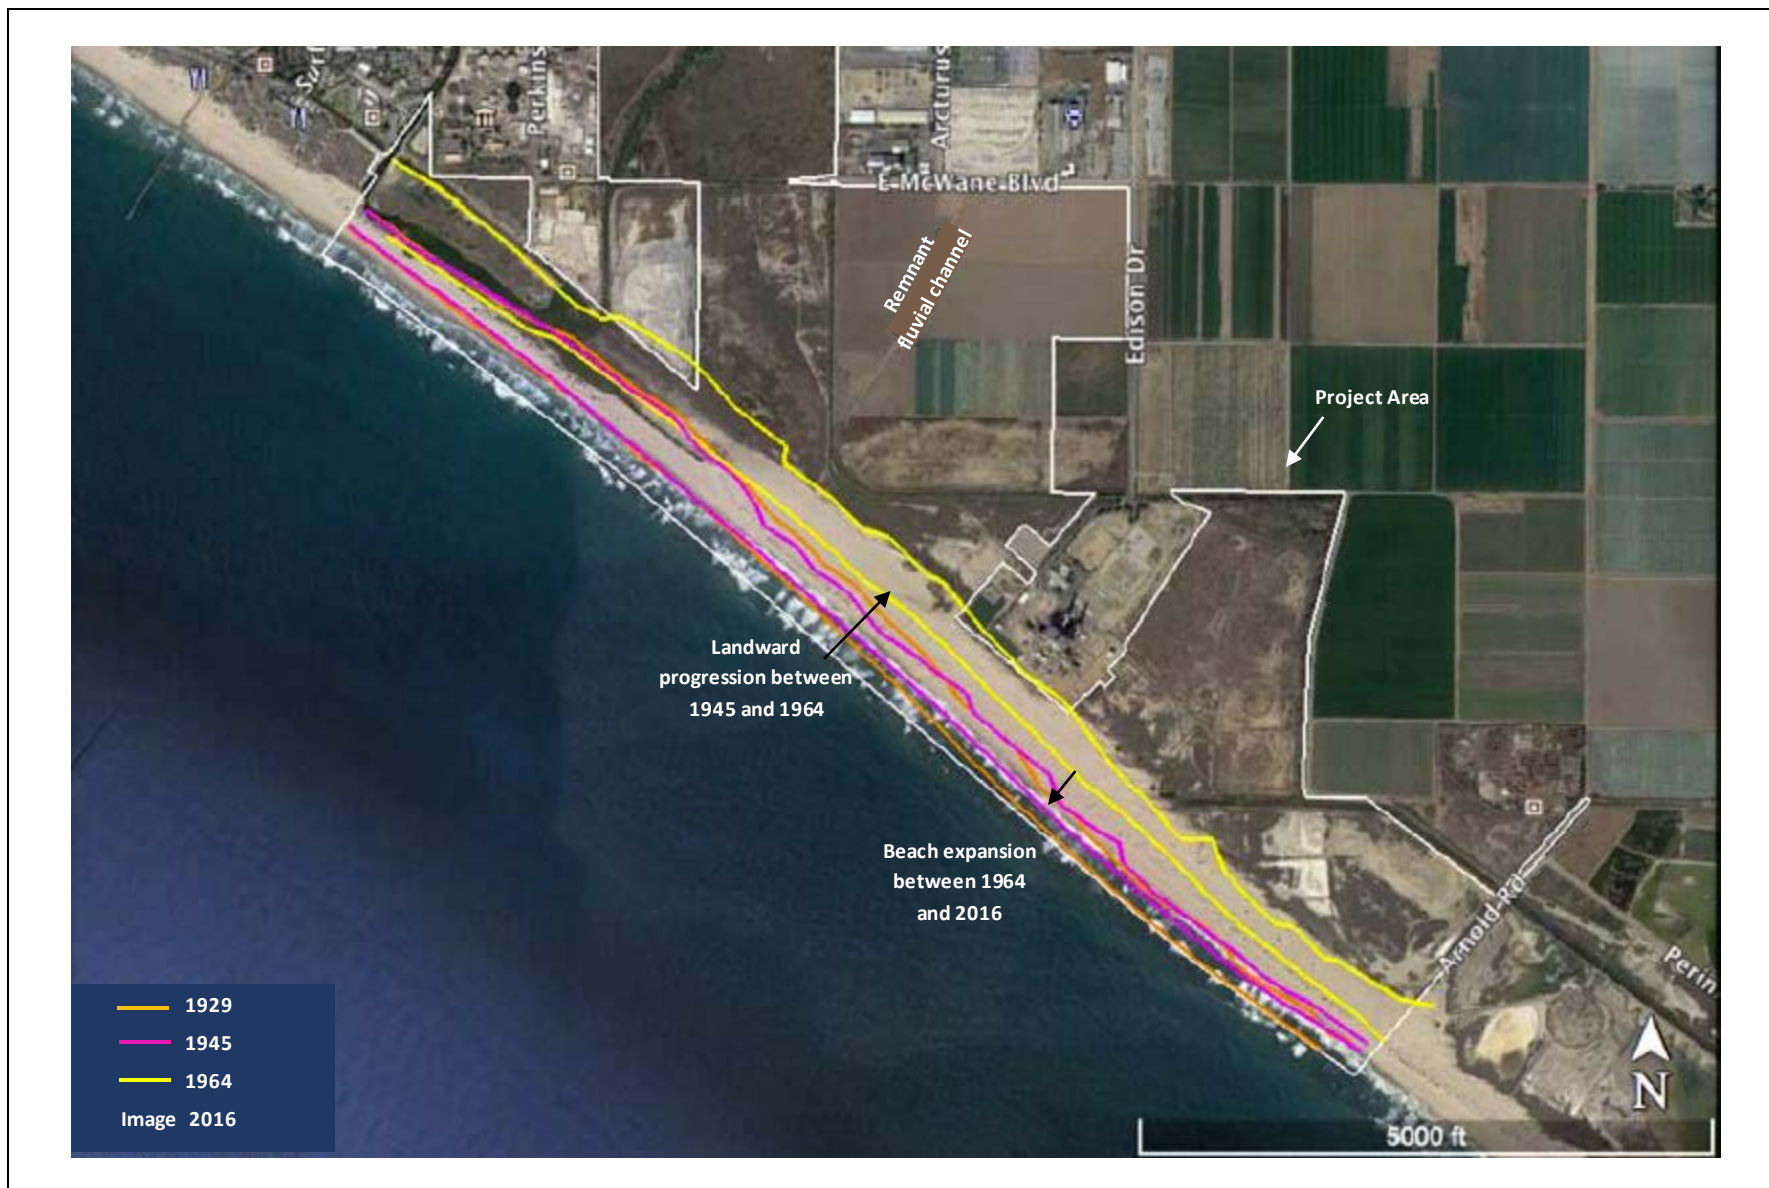 Surf
Perkins
Arcturus
E McWane Blvd
Remnant
fluvial channel
Edison Dr
Project Area
Landward
progression between
1945 and 1964
Beach expansion
between 1964
and 2016
Arnold Rd
Perin
1929
1945
1964
Image 2016
N
5000 ft